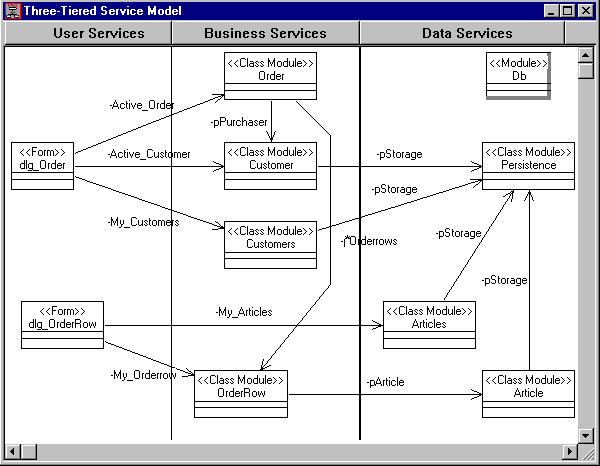 Three-Tiered Service Model
User Services
Business Services
Data Services
<<Class Module>>
Order
<<Module>>
Db
-Active_Order
-pPurchaser
<<Form>>
dlg_Order
-Active_Customer
<<Class Module>>
Customer
-pStorage
<<Class Module>>
Persistence
-pStorage
-My_Customers
<<Class Module>>
Customers
-pStorage
-pStorage
<<Form>>
dlg_OrderRow
-My_Articles
<<Class Module>>
Articles
-My_Orderrow
<<Class Module>>
OrderRow
-pArticle
<<Class Module>>
Article